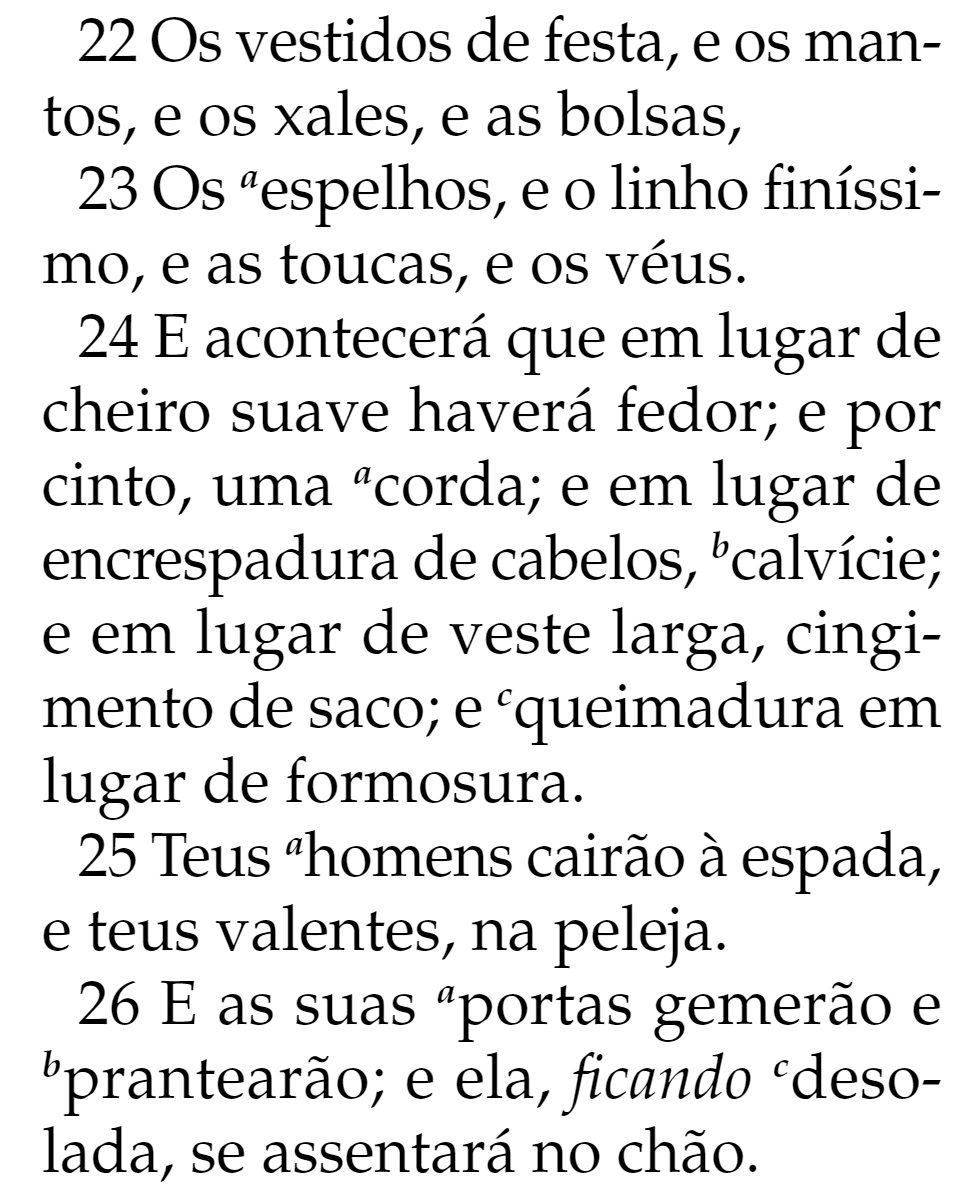 22 Os vestidos de festa, e os man-
tos, e os xales, e as bolsas,
23 Os ᵃespelhos, e o linho finíssi-
mo, e as toucas, e os véus.
24 E acontecerá que em lugar de
cheiro suave haverá fedor; e por
cinto, uma ᵃcorda; e em lugar de
encrespadura de cabelos, ᵇcalvície;
e em lugar de veste larga, cingi-
mento de saco; e ᶜqueimadura em
lugar de formosura.
25 Teus ᵃhomens cairão à espada,
e teus valentes, na peleja.
26 E as suas ᵃportas gemerão e
ᵇprantearão; e ela, ficando ᶜdeso-
lada, se assentará no chão.